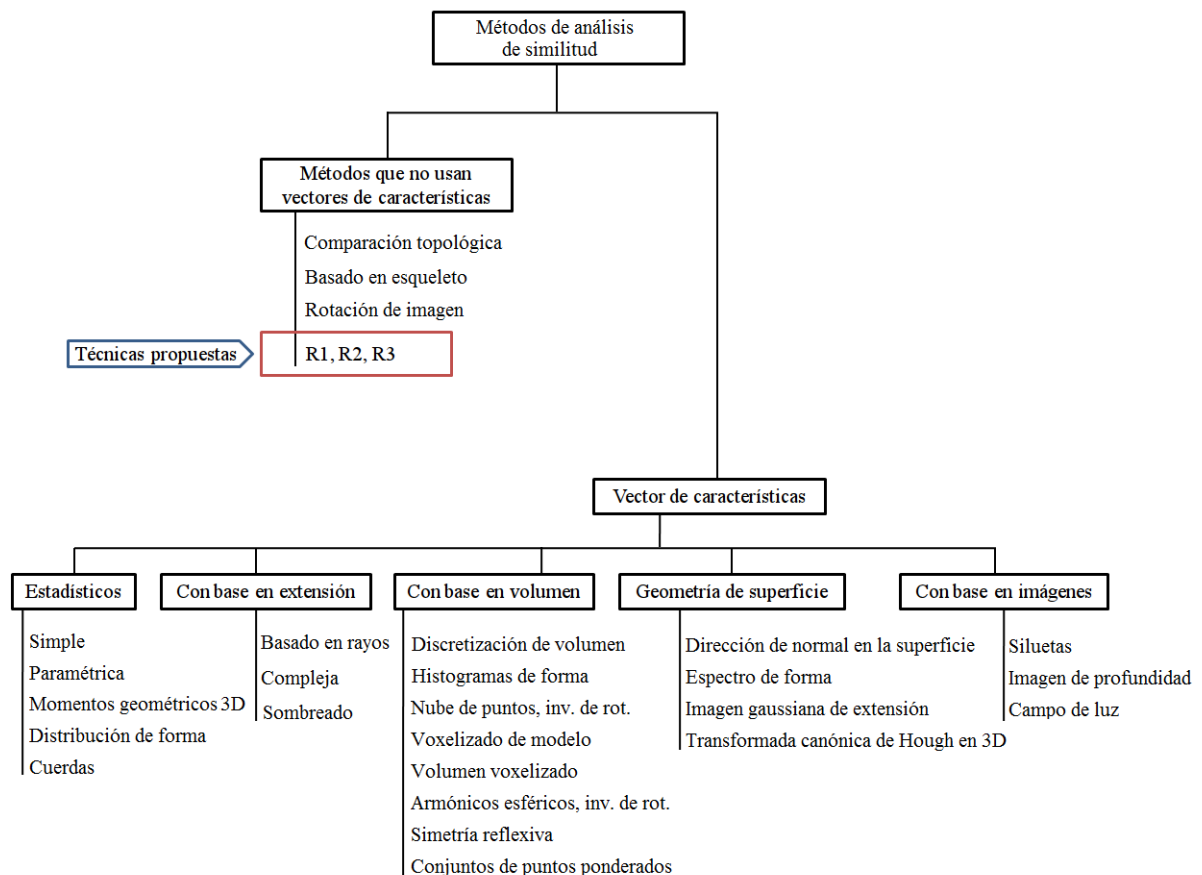 Métodos de análisis
de similitud
Métodos que no usan
vectores de características
Comparación topológica
Basado en esqueleto
Rotación de imagen
Técnicas propuestas
R1, R2, R3
Vector de características
Estadísticos
Simple
Paramétrica
Momentos geométricos 3D
Distribución de forma
Cuerdas
Con base en extensión
Basado en rayos
Compleja
Sombreado
Con base en volumen
Discretización de volumen
Histogramas de forma
Nube de puntos, inv. de rot.
Voxelizado de modelo
Volumen voxelizado
Armónicos esféricos, inv. de rot.
Simetría reflexiva
Conjuntos de puntos ponderados
Geometría de superficie
Dirección de normal en la superficie
Espectro de forma
Imagen gaussiana de extensión
Transformada canónica de Hough en 3D
Con base en imágenes
Siluetas
Imagen de profundidad
Campo de luz